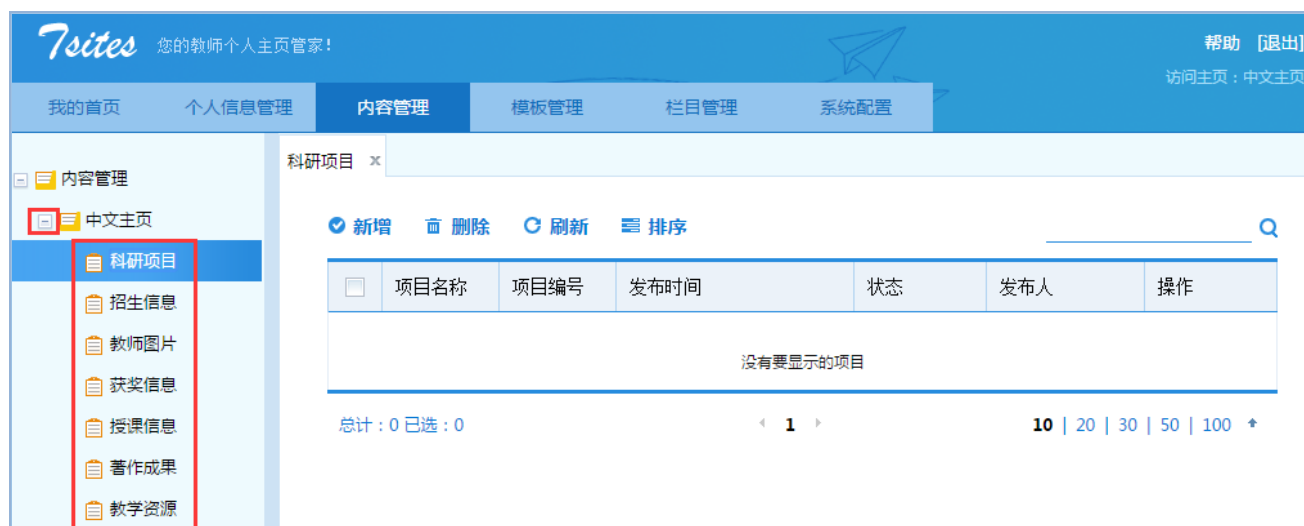 7sites 您的教师个人主页管家!
帮助 [退出]
访问主页:中文主页
我的首页 个人信息管理 内容管理 模板管理 栏目管理 系统配置
内容管理
中文主页
科研项目
招生信息
教师图片
获奖信息
授课信息
著作成果
教学资源
科研项目 x
新增 删除 刷新 排序
项目名称 项目编号 发布时间 状态 发布人 操作
没有要显示的项目
总计:0 已选:0 1 10 | 20 | 30 | 50 | 100